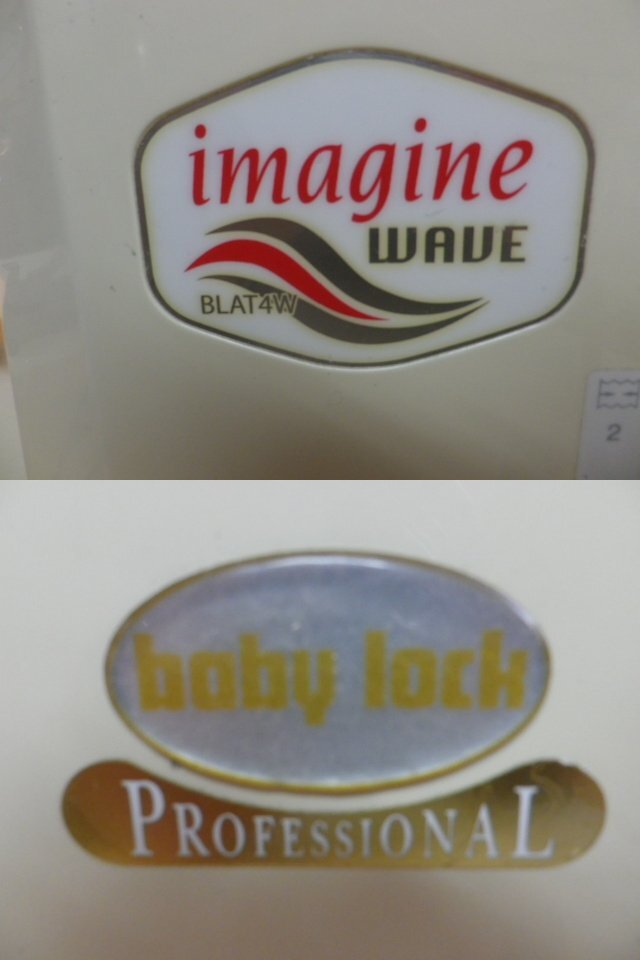 imagine
WAVE
BLAT4W
2
baby lock
PROFESSIONAL